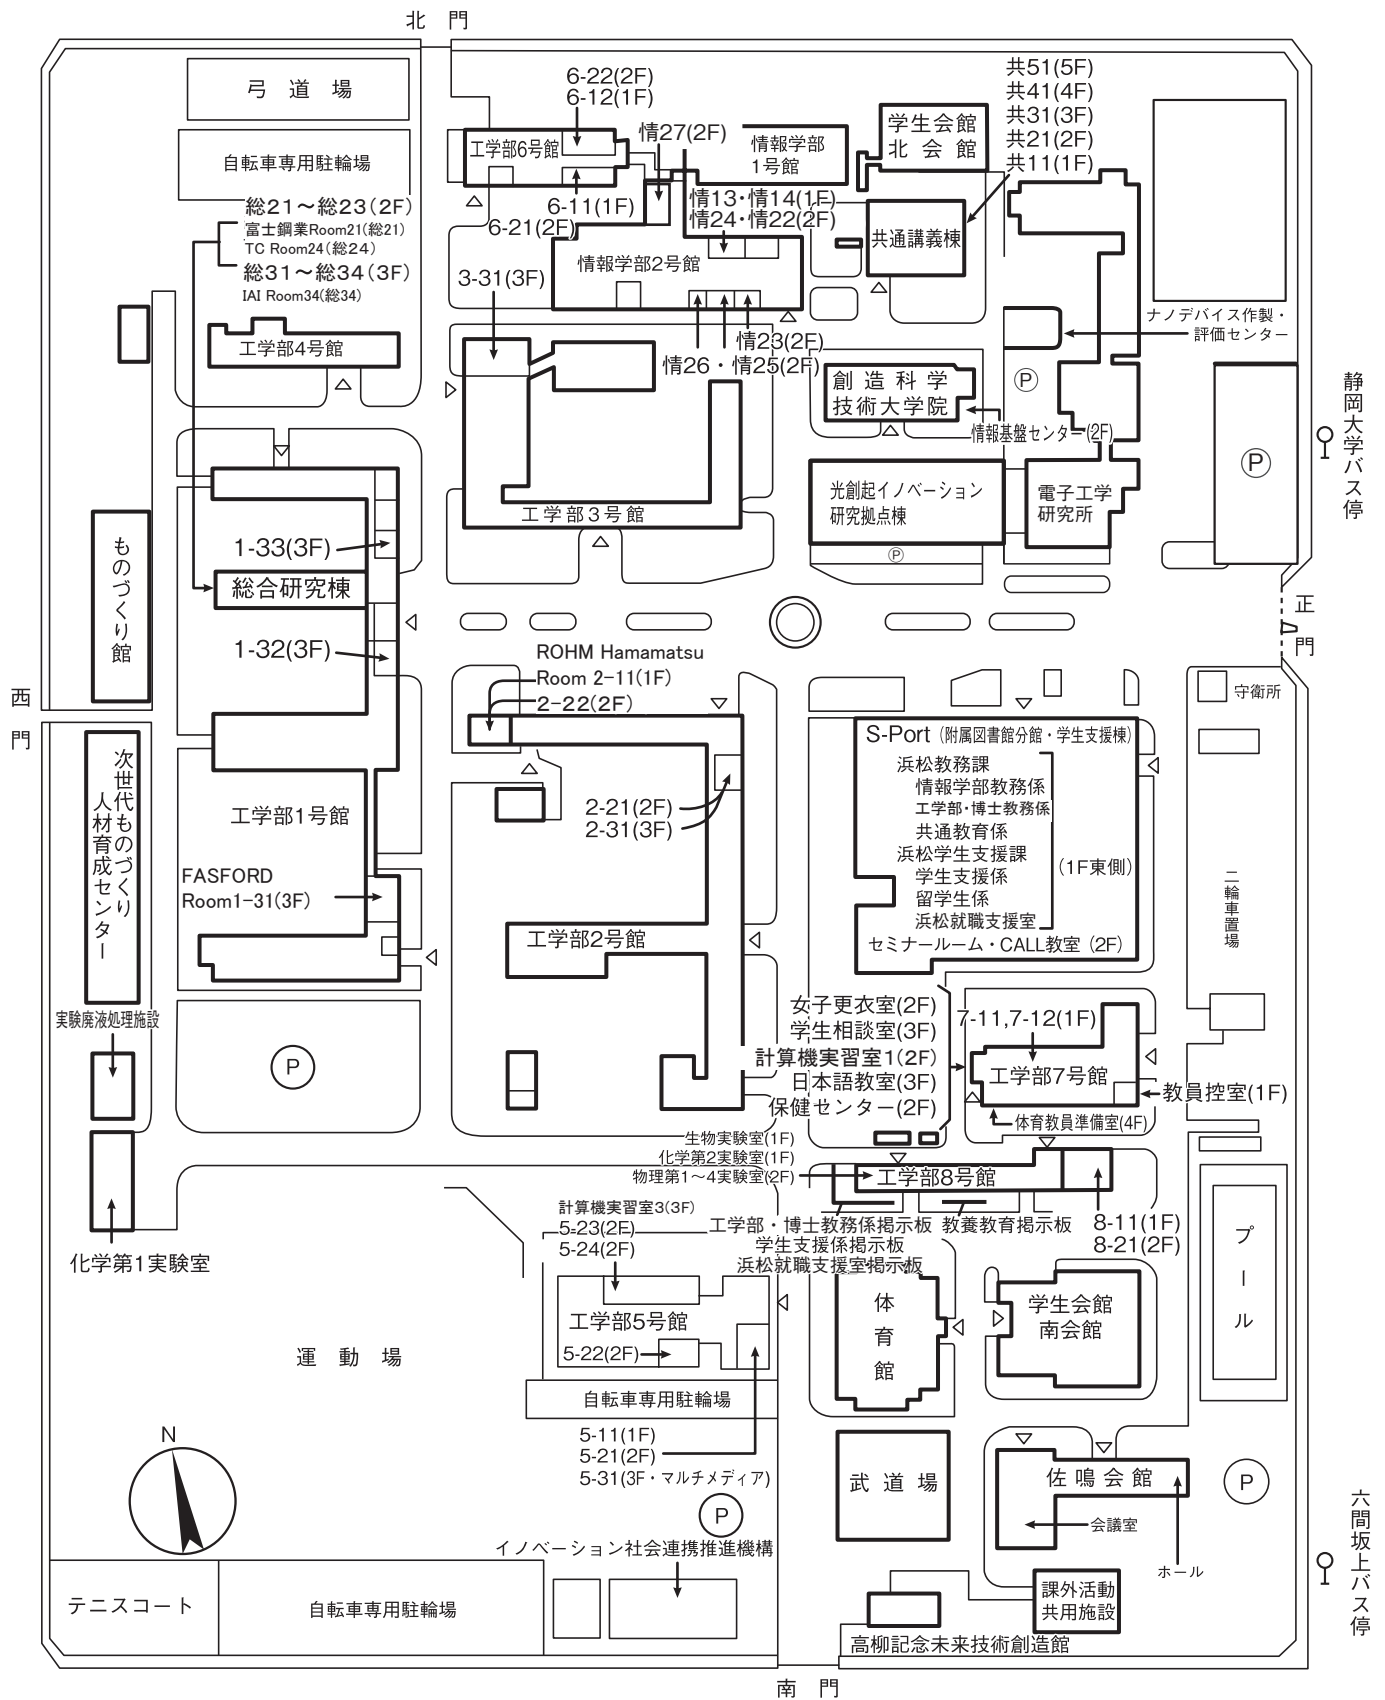 北門
弓道場
自転車専用駐輪場
総21～総23(2F)
富士鋼業Room21(総21)
TC Room24(総24)
総31～総34(3F)
IAI Room34(総34)
工学部4号館
6-22(2F)
6-12(1F)
工学部6号館
6-11(1F)
6-21(2F)
情27(2F)
情報学部
1号館
情13・情14(1F)
情24・情22(2F)
情報学部2号館
情23(2F)
情26・情25(2F)
3-31(3F)
工学部3号館
学生会館
北会館
共51(5F)
共41(4F)
共31(3F)
共21(2F)
共11(1F)
共通講義棟
ナノデバイス作製・
評価センター
創造科学
技術大学院
情報基盤センター(2F)
P
光創起イノベーション
研究拠点棟
P
電子工学
研究所
P
静岡大学バス停
正門
守衛所
1-33(3F)
総合研究棟
1-32(3F)
ものづくり館
西門
次世代ものづくり
人材育成センター
工学部1号館
FASFORD
Room1-31(3F)
実験廃液処理施設
P
化学第1実験室
ROHM Hamamatsu
Room 2-11(1F)
2-22(2F)
2-21(2F)
2-31(3F)
工学部2号館
S-Port(附属図書館分館・学生支援棟)
浜松教務課
情報学部教務係
工学部・博士教務係
共通教育係
浜松学生支援課
学生支援係
留学生係
浜松就職支援室
(1F東側)
セミナールーム・CALL教室(2F)
二輪車置場
女子更衣室(2F)
学生相談室(3F)
計算機実習室1(2F)
日本語教室(3F)
保健センター(2F)
7-11,7-12(1F)
工学部7号館
教員控室(1F)
体育教員準備室(4F)
生物実験室(1F)
化学第2実験室(1F)
物理第1～4実験室(2F)
工学部8号館
8-11(1F)
8-21(2F)
工学部・博士教務係掲示板
学生支援係掲示板
浜松就職支援室掲示板
教養教育掲示板
計算機実習室3(3F)
5-23(2F)
5-24(2F)
工学部5号館
5-22(2F)
自転車専用駐輪場
5-11(1F)
5-21(2F)
5-31(3F・マルチメディア)
P
イノベーション社会連携推進機構
運動場
N
テニスコート
自転車専用駐輪場
体育館
学生会館
南会館
プール
武道場
佐鳴会館
会議室
ホール
P
課外活動
共用施設
高柳記念未来技術創造館
六間坂上バス停
南門